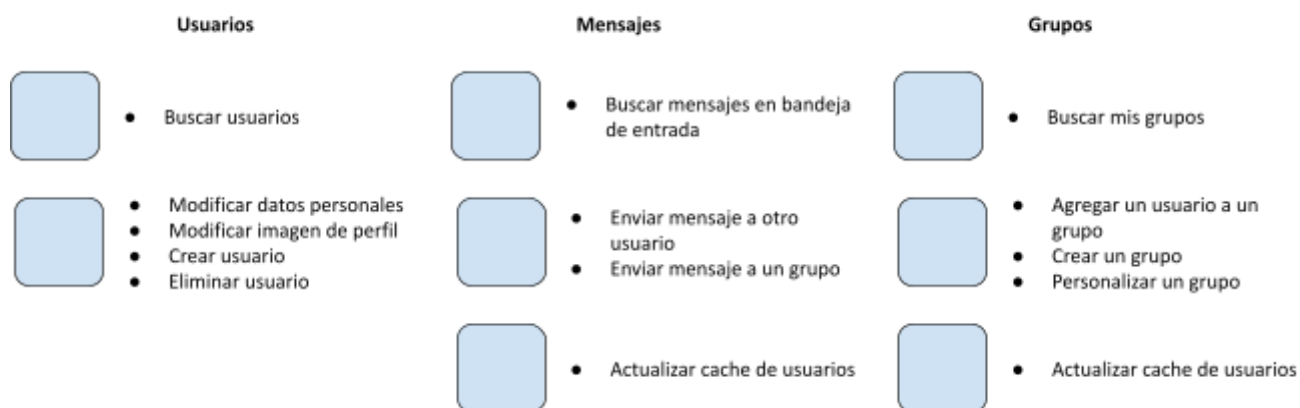 Usuarios
Buscar usuarios
Modificar datos personales
Modificar imagen de perfil
Crear usuario
Eliminar usuario
Mensajes
Buscar mensajes en bandeja
de entrada
Enviar mensaje a otro
usuario
Enviar mensaje a un grupo
Actualizar cache de usuarios
Grupos
Buscar mis grupos
Agregar un usuario a un
grupo
Crear un grupo
Personalizar un grupo
Actualizar cache de usuarios